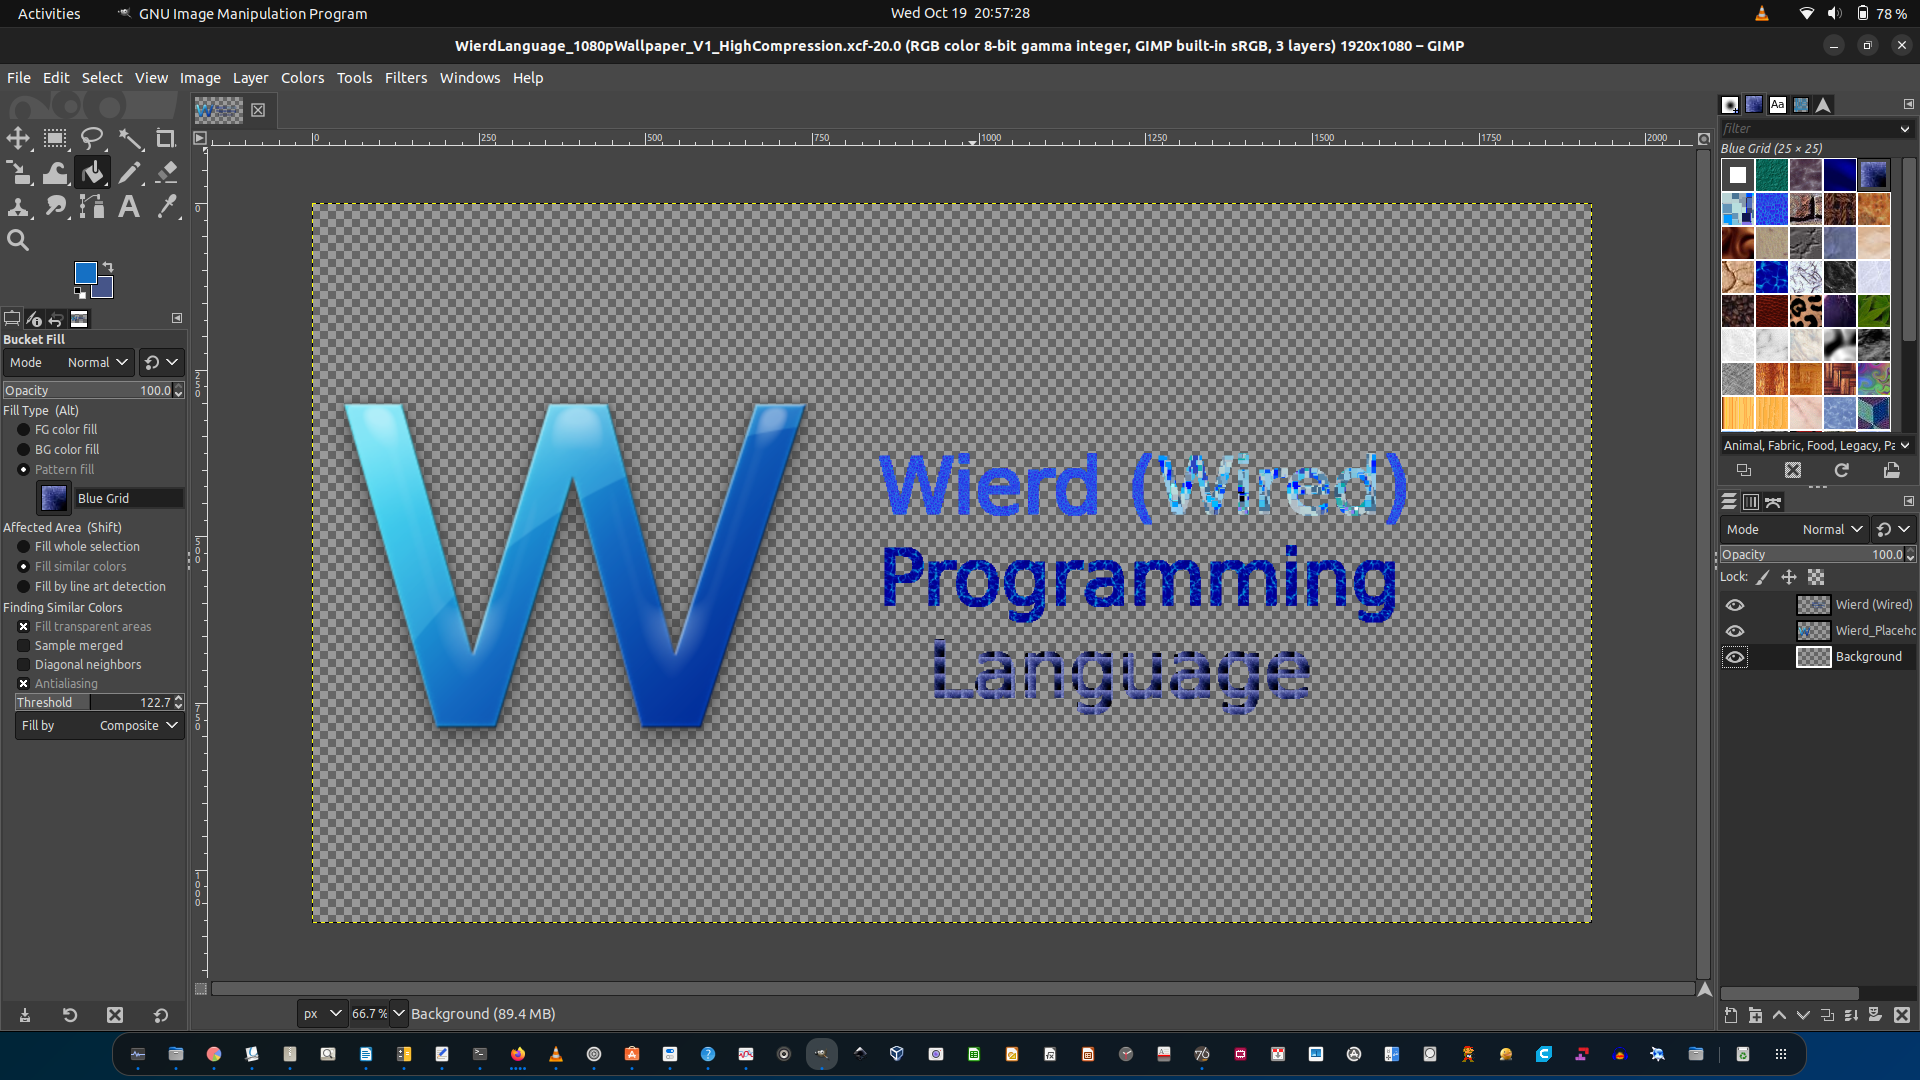 Activities
GNU Image Manipulation Program
Wed Oct 19 20:57:28
78 %
WierdLanguage_1080pWallpaper_V1_HighCompression.xcf-20.0 (RGB color 8-bit gamma integer, GIMP built-in sRGB, 3 layers) 1920x1080 – GIMP
File Edit Select View Image Layer Colors Tools Filters Windows Help
0 250 500 750 1000 1250 1500 1750 2000
0
250
500
750
1000
Bucket Fill
Mode Normal
Opacity 100.0
Fill Type (Alt)
FG color fill
BG color fill
Pattern fill
Blue Grid
Affected Area (Shift)
Fill whole selection
Fill similar colors
Fill by line art detection
Finding Similar Colors
Fill transparent areas
Sample merged
Diagonal neighbors
Antialiasing
Threshold 122.7
Fill by Composite
W
Wierd (Wired)
Programming
Language
px 66.7 % Background (89.4 MB)
Aa
filter
Blue Grid (25 × 25)
Animal, Fabric, Food, Legacy, Pa
Mode Normal
Opacity 100.0
Lock:
Wierd (Wired)
Wierd_Placeho
Background